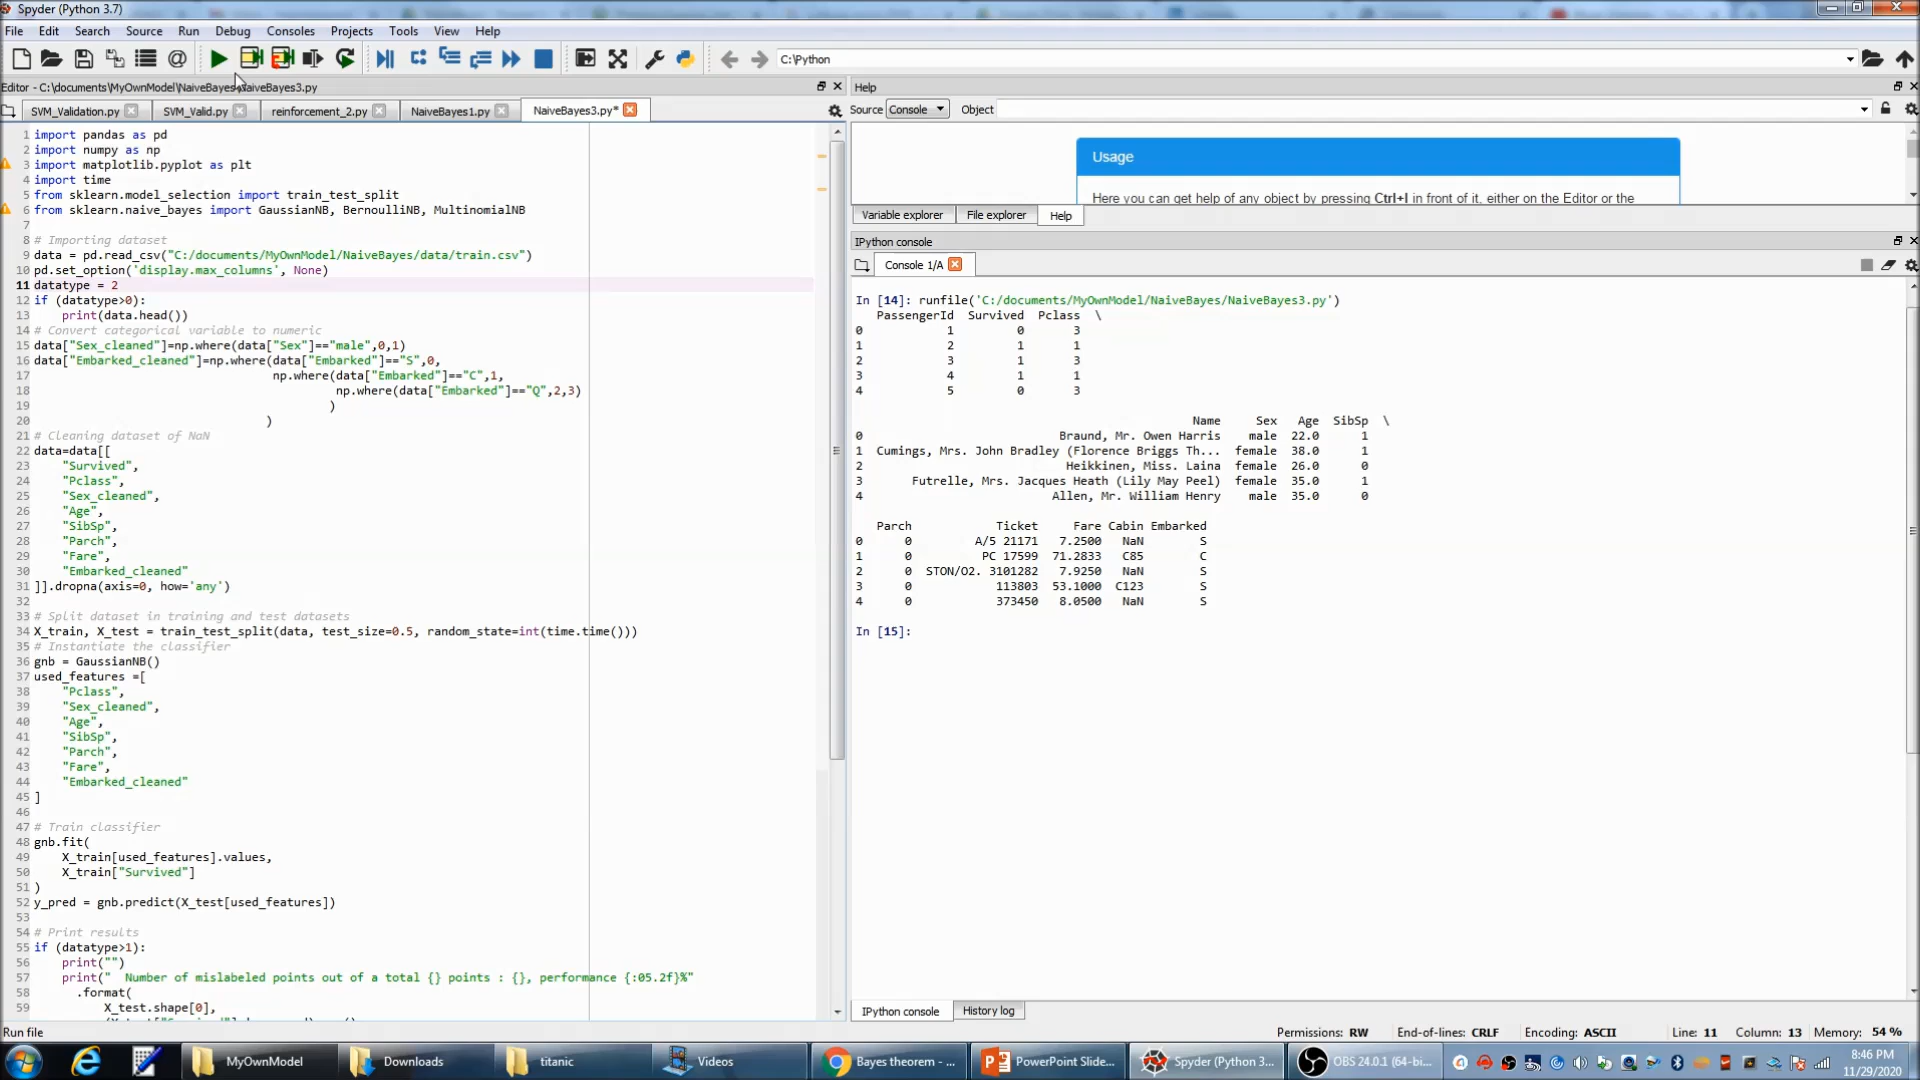 Spyder (Python 3.7)
File Edit Search Source Run Debug Consoles Projects Tools View Help
C:\Python
Editor - C:\documents\MyOwnModel\NaiveBayes\NaiveBayes3.py
Help
SVM_Validation.py SVM_Valid.py reinforcement_2.py NaiveBayes1.py NaiveBayes3.py*
Source Console Object
1 import pandas as pd
2 import numpy as np
3 import matplotlib.pyplot as plt
4 import time
5 from sklearn.model_selection import train_test_split
6 from sklearn.naive_bayes import GaussianNB, BernoulliNB, MultinomialNB
7
8 # Importing dataset
9 data = pd.read_csv("C:/documents/MyOwnModel/NaiveBayes/data/train.csv")
10 pd.set_option('display.max_columns', None)
11 datatype = 2
12 if (datatype>0):
13 print(data.head())
14 # Convert categorical variable to numeric
15 data["Sex_cleaned"]=np.where(data["Sex"]=="male",0,1)
16 data["Embarked_cleaned"]=np.where(data["Embarked"]=="S",0,
17 np.where(data["Embarked"]=="C",1,
18 np.where(data["Embarked"]=="Q",2,3)
19 )
20 )
21 # Cleaning dataset of NaN
22 data=data[[
23 "Survived",
24 "Pclass",
25 "Sex_cleaned",
26 "Age",
27 "SibSp",
28 "Parch",
29 "Fare",
30 "Embarked_cleaned"
31 ]].dropna(axis=0, how='any')
32
33 # Split dataset in training and test datasets
34 X_train, X_test = train_test_split(data, test_size=0.5, random_state=int(time.time()))
35 # Instantiate the classifier
36 gnb = GaussianNB()
37 used_features =[
38 "Pclass",
39 "Sex_cleaned",
40 "Age",
41 "SibSp",
42 "Parch",
43 "Fare",
44 "Embarked_cleaned"
45 ]
46
47 # Train classifier
48 gnb.fit(
49 X_train[used_features].values,
50 X_train["Survived"]
51 )
52 y_pred = gnb.predict(X_test[used_features])
53
54 # Print results
55 if (datatype>1):
56 print("")
57 print(" Number of mislabeled points out of a total {} points : {}, performance {:05.2f}%"
58 .format(
59 X_test.shape[0],
Usage
Here you can get help of any object by pressing Ctrl+I in front of it, either on the Editor or the
Variable explorer File explorer Help
IPython console
Console 1/A
In [14]: runfile('C:/documents/MyOwnModel/NaiveBayes/NaiveBayes3.py')
PassengerId Survived Pclass \
0 1 0 3
1 2 1 1
2 3 1 3
3 4 1 1
4 5 0 3
Name Sex Age SibSp \
0 Braund, Mr. Owen Harris male 22.0 1
1 Cumings, Mrs. John Bradley (Florence Briggs Th... female 38.0 1
2 Heikkinen, Miss. Laina female 26.0 0
3 Futrelle, Mrs. Jacques Heath (Lily May Peel) female 35.0 1
4 Allen, Mr. William Henry male 35.0 0
Parch Ticket Fare Cabin Embarked
0 0 A/5 21171 7.2500 NaN S
1 0 PC 17599 71.2833 C85 C
2 0 STON/O2. 3101282 7.9250 NaN S
3 0 113803 53.1000 C123 S
4 0 373450 8.0500 NaN S
In [15]:
IPython console History log
Run file
Permissions: RW End-of-lines: CRLF Encoding: ASCII Line: 11 Column: 13 Memory: 54 %
MyOwnModel Downloads titanic Videos Bayes theorem - ... PowerPoint Slide... Spyder (Python 3... OBS 24.0.1 (64-bi...
8:46 PM
11/29/2020